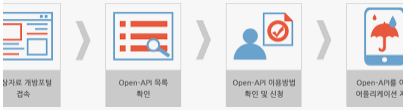 상자료 개방포털
접속
Open-API 목록
확인
Open-API 이용방법
확인 및 신청
Open-API를
어플리케이션